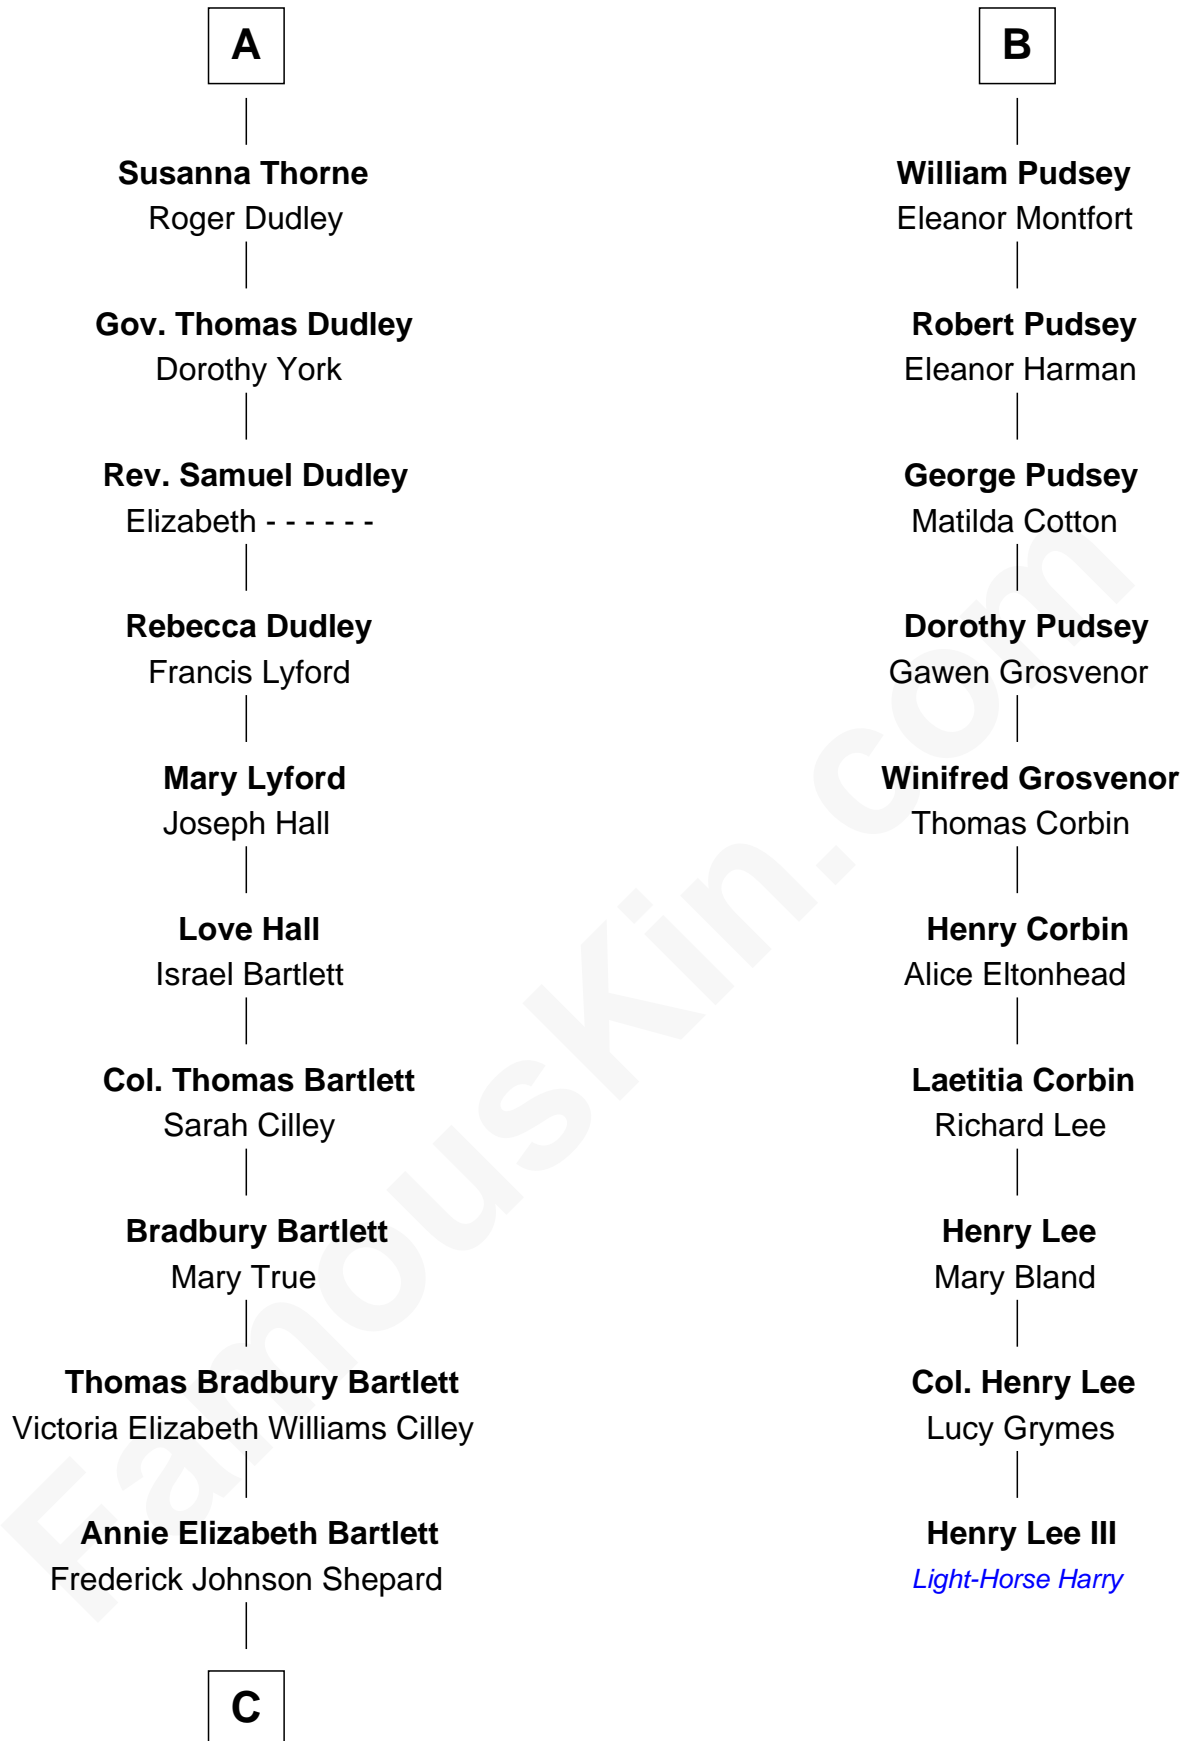 A
Susanna Thorne
Roger Dudley
Gov. Thomas Dudley
Dorothy York
Rev. Samuel Dudley
Elizabeth - - - - - -
Rebecca Dudley
Francis Lyford
Mary Lyford
Joseph Hall
Love Hall
Israel Bartlett
Col. Thomas Bartlett
Sarah Cilley
Bradbury Bartlett
Mary True
Thomas Bradbury Bartlett
Victoria Elizabeth Williams Cilley
Annie Elizabeth Bartlett
Frederick Johnson Shepard
C
B
William Pudsey
Eleanor Montfort
Robert Pudsey
Eleanor Harman
George Pudsey
Matilda Cotton
Dorothy Pudsey
Gawen Grosvenor
Winifred Grosvenor
Thomas Corbin
Henry Corbin
Alice Eltonhead
Laetitia Corbin
Richard Lee
Henry Lee
Mary Bland
Col. Henry Lee
Lucy Grymes
Henry Lee III
Light-Horse Harry
FamousKin.com